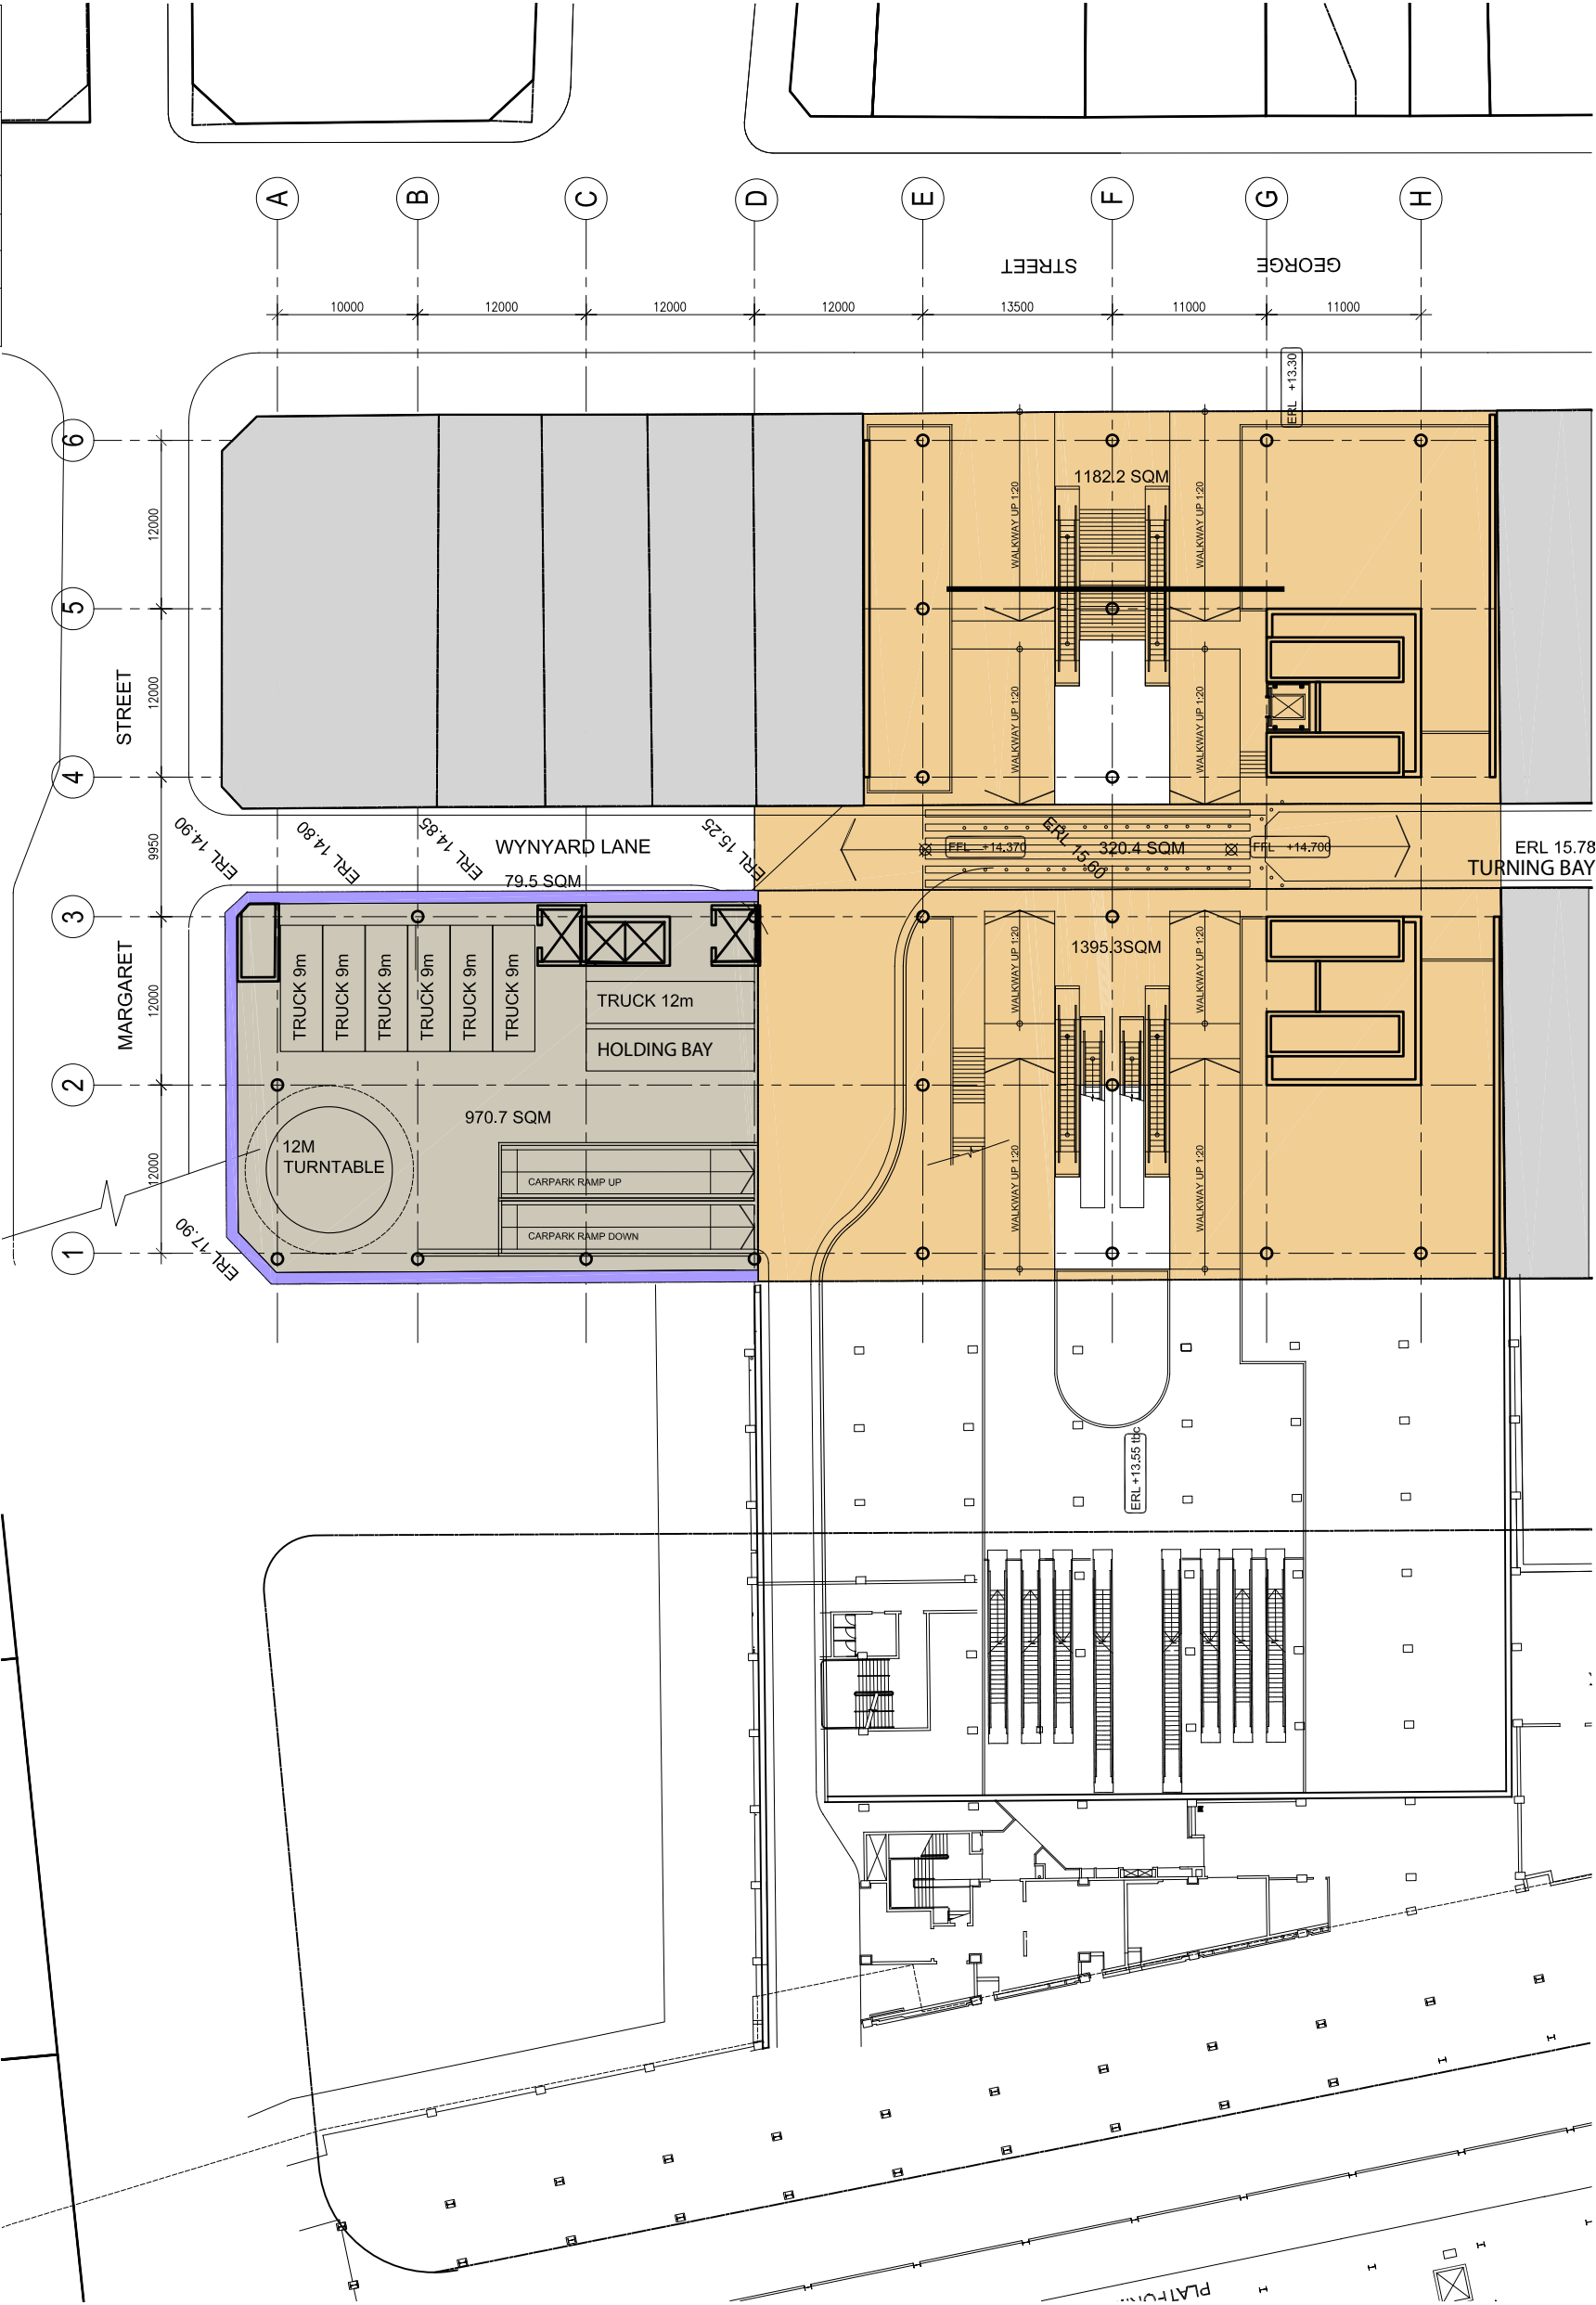 A
B
C
D
E
F
G
H
STREET
GEORGE
10000
12000
12000
12000
13500
11000
11000
ERL +13.30
6
5
4
3
2
1
12000
12000
9950
12000
12000
STREET
MARGARET
1182.2 SQM
WALKWAY UP 1:20
WALKWAY UP 1:20
WALKWAY UP 1:20
WALKWAY UP 1:20
ERL 14.90
ERL 14.80
ERL 14.85
ERL 15.25
WYNYARD LANE
79.5 SQM
FFL +14.370
ERL 15.60
320.4 SQM
FFL +14.700
ERL 15.78
TURNING BAY
TRUCK 9m
TRUCK 9m
TRUCK 9m
TRUCK 9m
TRUCK 9m
TRUCK 9m
TRUCK 12m
HOLDING BAY
1395.3SQM
WALKWAY UP 1:20
WALKWAY UP 1:20
WALKWAY UP 1:20
WALKWAY UP 1:20
970.7 SQM
12M
TURNTABLE
CARPARK RAMP UP
CARPARK RAMP DOWN
ERL 17.90
ERL +13.55 tbc